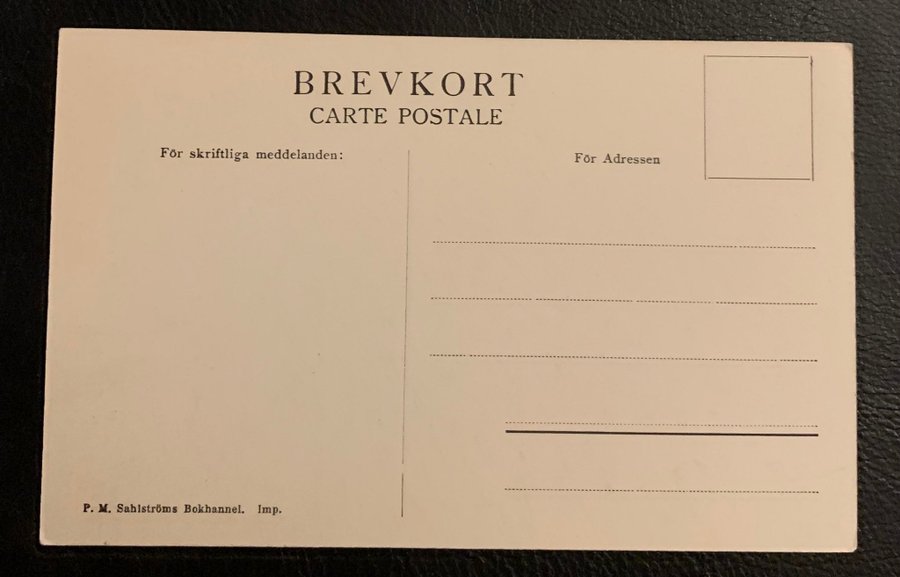 BREVKORT
CARTE POSTALE
För skriftliga meddelanden:
För Adressen
P. M. Sahlströms Bokhannel. Imp.